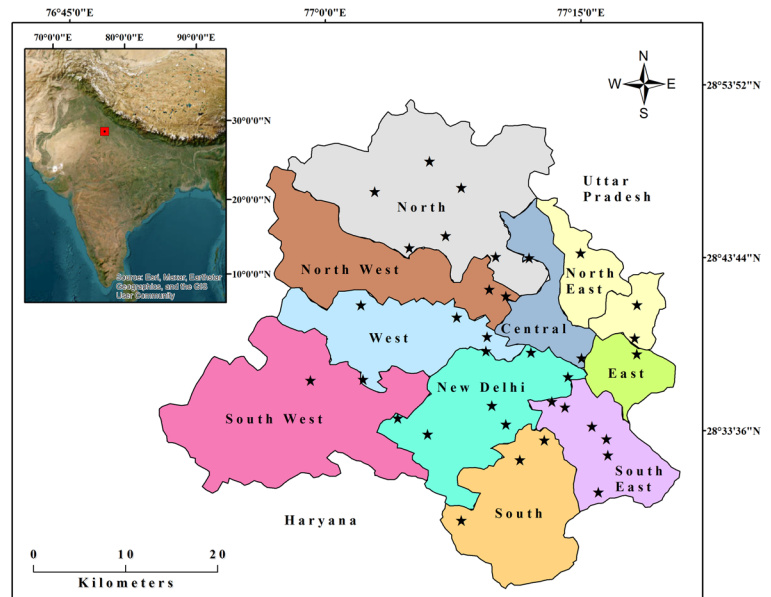 76°45'0"E 77°0'0"E 77°15'0"E
70°0'0"E 80°0'0"E 90°0'0"E
N
W E
S
28°53'52"N
30°0'0"N
Uttar
Pradesh
20°0'0"N
North
28°43'44"N
10°0'0"N
North West
North
East
Source: Esri, Maxar, Earthstar
Geographics, and the GIS
User Community
West
Central
East
New Delhi
South West
28°33'36"N
South
East
South
Haryana
0 10 20
Kilometers